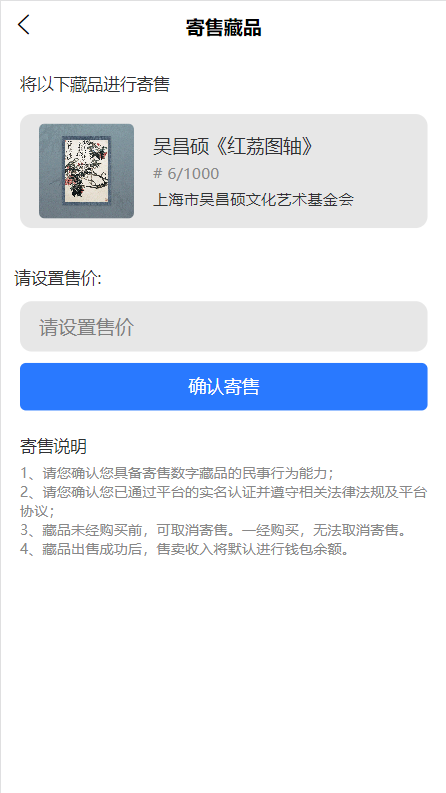 寄售藏品
将以下藏品进行寄售
吴昌硕《红荔图轴》
# 6/1000
上海市吴昌硕文化艺术基金会
请设置售价:
请设置售价
确认寄售
寄售说明
1、请您确认您具备寄售数字藏品的民事行为能力；
2、请您确认您已通过平台的实名认证并遵守相关法律法规及平台
协议；
3、藏品未经购买前，可取消寄售。一经购买，无法取消寄售。
4、藏品出售成功后，售卖收入将默认进行钱包余额。